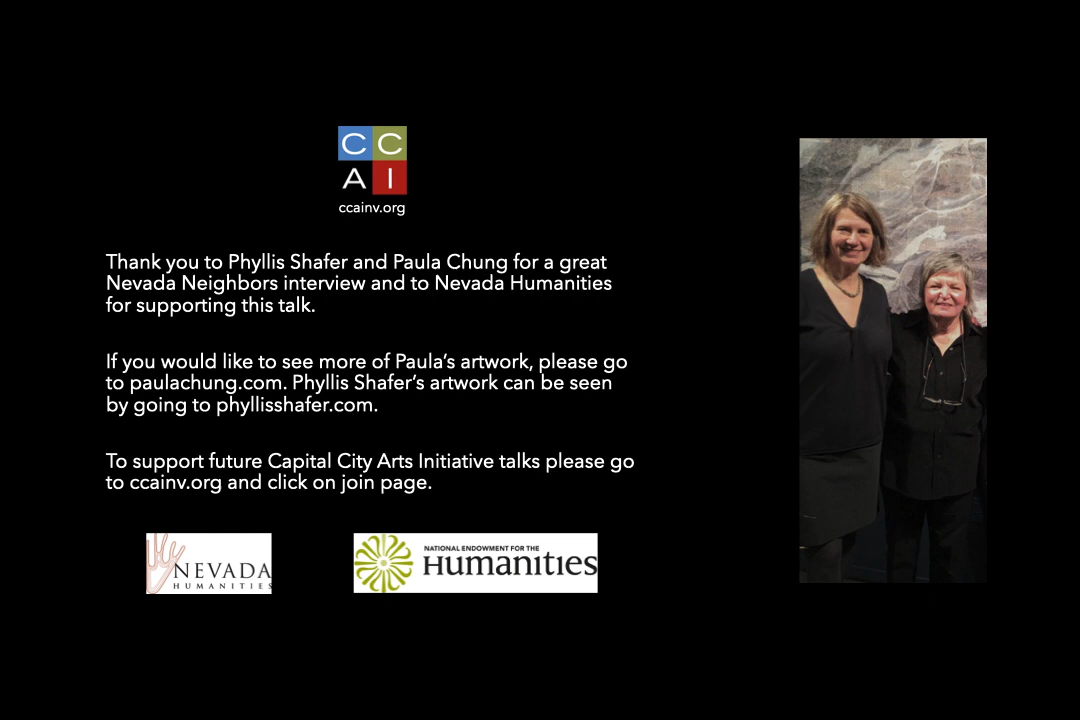 C C
A I
ccainv.org
Thank you to Phyllis Shafer and Paula Chung for a great
Nevada Neighbors interview and to Nevada Humanities
for supporting this talk.
If you would like to see more of Paula’s artwork, please go
to paulachung.com. Phyllis Shafer’s artwork can be seen
by going to phyllisshafer.com.
To support future Capital City Arts Initiative talks please go
to ccainv.org and click on join page.
NEVADA
HUMANITIES
NATIONAL ENDOWMENT FOR THE
Humanities